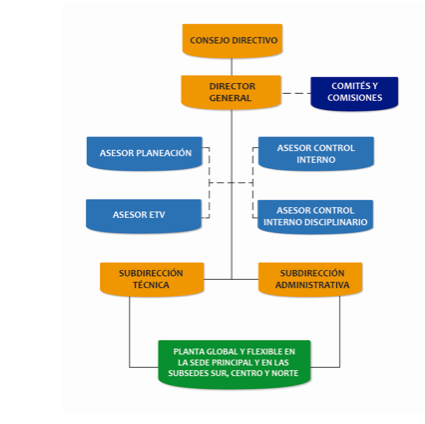 CONSEJO DIRECTIVO
DIRECTOR
GENERAL
COMITÉS Y
COMISIONES
ASESOR PLANEACIÓN
ASESOR CONTROL
INTERNO
ASESOR ETV
ASESOR CONTROL
INTERNO DISCIPLINARIO
SUBDIRECCIÓN
TÉCNICA
SUBDIRECCIÓN
ADMINISTRATIVA
PLANTA GLOBAL Y FLEXIBLE EN
LA SEDE PRINCIPAL Y EN LAS
SUBSEDES SUR, CENTRO Y NORTE